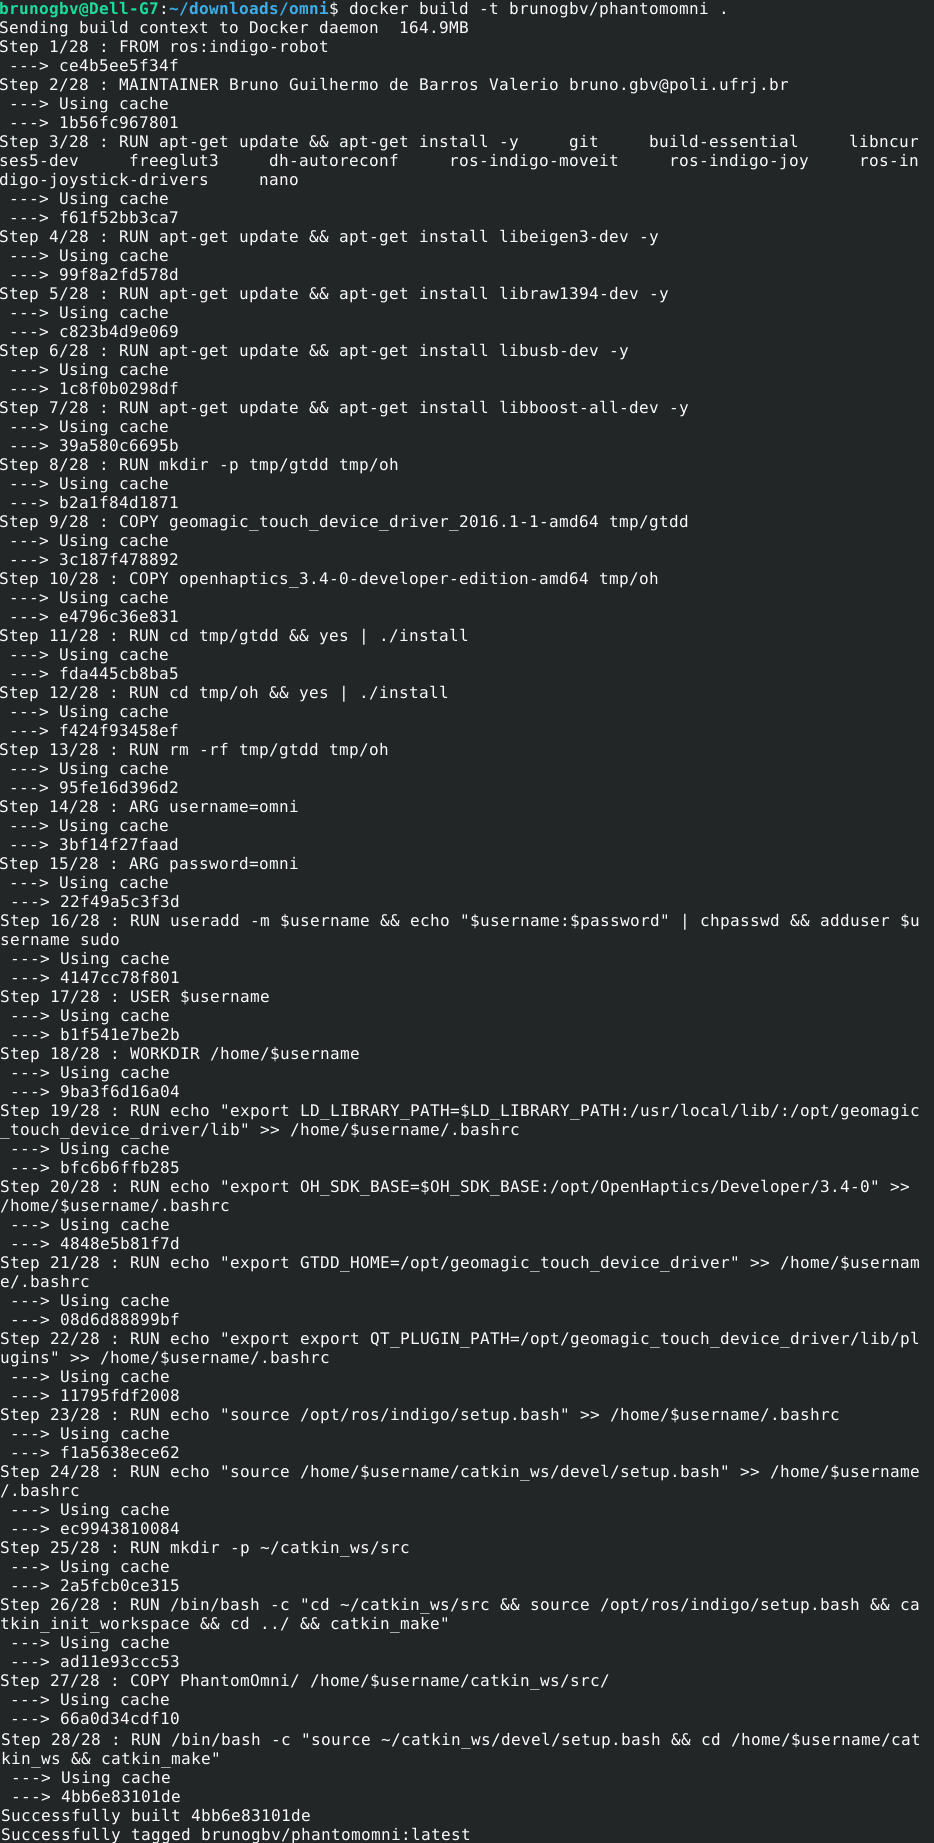 brunogbv@Dell-G7:~/downloads/omni$ docker build -t brunogbv/phantomomni .
Sending build context to Docker daemon  164.9MB
Step 1/28 : FROM ros:indigo-robot
 ---> ce4b5ee5f34f
Step 2/28 : MAINTAINER Bruno Guilhermo de Barros Valerio bruno.gbv@poli.ufrj.br
 ---> Using cache
 ---> 1b56fc967801
Step 3/28 : RUN apt-get update && apt-get install -y     git     build-essential     libncur
ses5-dev     freeglut3     dh-autoreconf     ros-indigo-moveit     ros-indigo-joy     ros-in
digo-joystick-drivers     nano
 ---> Using cache
 ---> f61f52bb3ca7
Step 4/28 : RUN apt-get update && apt-get install libeigen3-dev -y
 ---> Using cache
 ---> 99f8a2fd578d
Step 5/28 : RUN apt-get update && apt-get install libraw1394-dev -y
 ---> Using cache
 ---> c823b4d9e069
Step 6/28 : RUN apt-get update && apt-get install libusb-dev -y
 ---> Using cache
 ---> 1c8f0b0298df
Step 7/28 : RUN apt-get update && apt-get install libboost-all-dev -y
 ---> Using cache
 ---> 39a580c6695b
Step 8/28 : RUN mkdir -p tmp/gtdd tmp/oh
 ---> Using cache
 ---> b2a1f84d1871
Step 9/28 : COPY geomagic_touch_device_driver_2016.1-1-amd64 tmp/gtdd
 ---> Using cache
 ---> 3c187f478892
Step 10/28 : COPY openhaptics_3.4-0-developer-edition-amd64 tmp/oh
 ---> Using cache
 ---> e4796c36e831
Step 11/28 : RUN cd tmp/gtdd && yes | ./install
 ---> Using cache
 ---> fda445cb8ba5
Step 12/28 : RUN cd tmp/oh && yes | ./install
 ---> Using cache
 ---> f424f93458ef
Step 13/28 : RUN rm -rf tmp/gtdd tmp/oh
 ---> Using cache
 ---> 95fe16d396d2
Step 14/28 : ARG username=omni
 ---> Using cache
 ---> 3bf14f27faad
Step 15/28 : ARG password=omni
 ---> Using cache
 ---> 22f49a5c3f3d
Step 16/28 : RUN useradd -m $username && echo "$username:$password" | chpasswd && adduser $u
sername sudo
 ---> Using cache
 ---> 4147cc78f801
Step 17/28 : USER $username
 ---> Using cache
 ---> b1f541e7be2b
Step 18/28 : WORKDIR /home/$username
 ---> Using cache
 ---> 9ba3f6d16a04
Step 19/28 : RUN echo "export LD_LIBRARY_PATH=$LD_LIBRARY_PATH:/usr/local/lib/:/opt/geomagic
_touch_device_driver/lib" >> /home/$username/.bashrc
 ---> Using cache
 ---> bfc6b6ffb285
Step 20/28 : RUN echo "export OH_SDK_BASE=$OH_SDK_BASE:/opt/OpenHaptics/Developer/3.4-0" >>
/home/$username/.bashrc
 ---> Using cache
 ---> 4848e5b81f7d
Step 21/28 : RUN echo "export GTDD_HOME=/opt/geomagic_touch_device_driver" >> /home/$usernam
e/.bashrc
 ---> Using cache
 ---> 08d6d88899bf
Step 22/28 : RUN echo "export export QT_PLUGIN_PATH=/opt/geomagic_touch_device_driver/lib/pl
ugins" >> /home/$username/.bashrc
 ---> Using cache
 ---> 11795fdf2008
Step 23/28 : RUN echo "source /opt/ros/indigo/setup.bash" >> /home/$username/.bashrc
 ---> Using cache
 ---> f1a5638ece62
Step 24/28 : RUN echo "source /home/$username/catkin_ws/devel/setup.bash" >> /home/$username
/.bashrc
 ---> Using cache
 ---> ec9943810084
Step 25/28 : RUN mkdir -p ~/catkin_ws/src
 ---> Using cache
 ---> 2a5fcb0ce315
Step 26/28 : RUN /bin/bash -c "cd ~/catkin_ws/src && source /opt/ros/indigo/setup.bash && ca
tkin_init_workspace && cd ../ && catkin_make"
 ---> Using cache
 ---> ad11e93ccc53
Step 27/28 : COPY PhantomOmni/ /home/$username/catkin_ws/src/
 ---> Using cache
 ---> 66a0d34cdf10
Step 28/28 : RUN /bin/bash -c "source ~/catkin_ws/devel/setup.bash && cd /home/$username/cat
kin_ws && catkin_make"
 ---> Using cache
 ---> 4bb6e83101de
Successfully built 4bb6e83101de
Successfully tagged brunogbv/phantomomni:latest